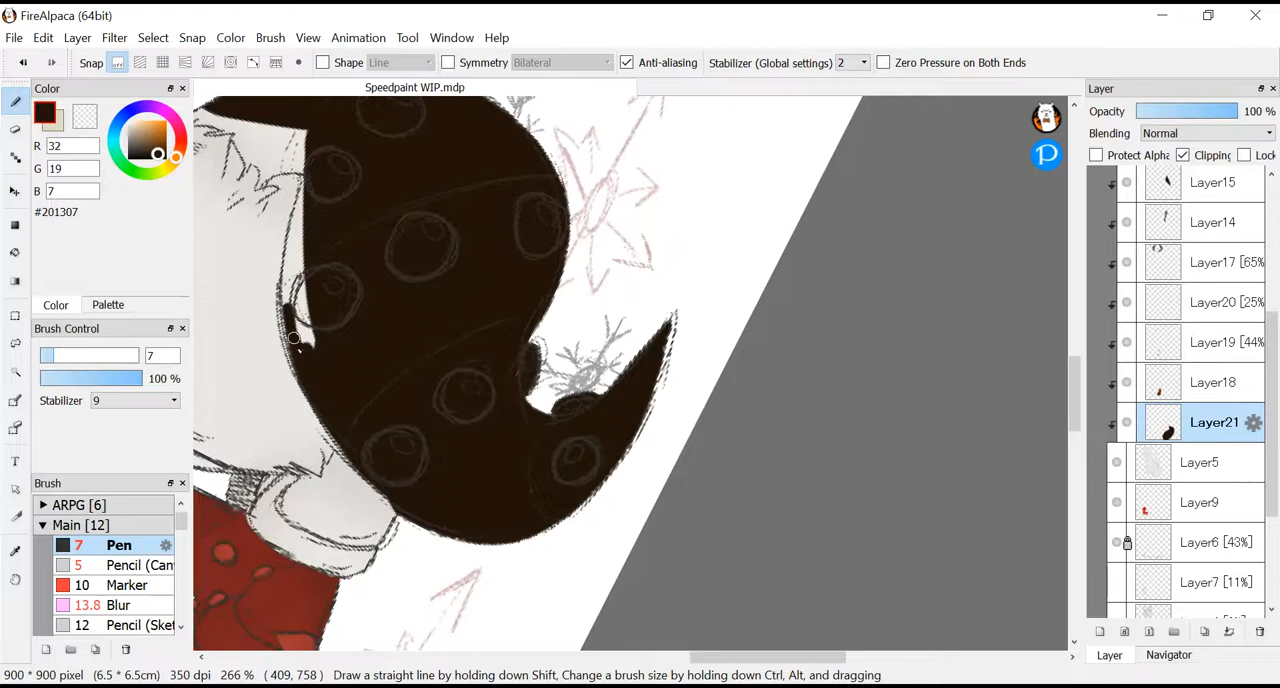 FireAlpaca (64bit)
File Edit Layer Filter Select Snap Color Brush View Animation Tool Window Help
Snap off Shape Line Symmetry Bilateral Anti-aliasing Stabilizer (Global settings) 2 Zero Pressure on Both Ends
Color
Speedpaint WIP.mdp
Layer
R 32
G 19
B 7
#201307
Color Palette
Brush Control
7
100 %
Stabilizer 9
Brush
ARPG [6]
Main [12]
7 Pen
5 Pencil (Can
10 Marker
13.8 Blur
12 Pencil (Sket
Opacity 100 %
Blending Normal
Protect Alpha Clipping Lock
Layer15
Layer14
Layer17 [65%
Layer20 [25%
Layer19 [44%
Layer18
Layer21
Layer5
Layer9
Layer6 [43%]
Layer7 [11%]
Layer Navigator
900 * 900 pixel (6.5 * 6.5cm) 350 dpi 266 % ( 409, 758 ) Draw a straight line by holding down Shift, Change a brush size by holding down Ctrl, Alt, and dragging